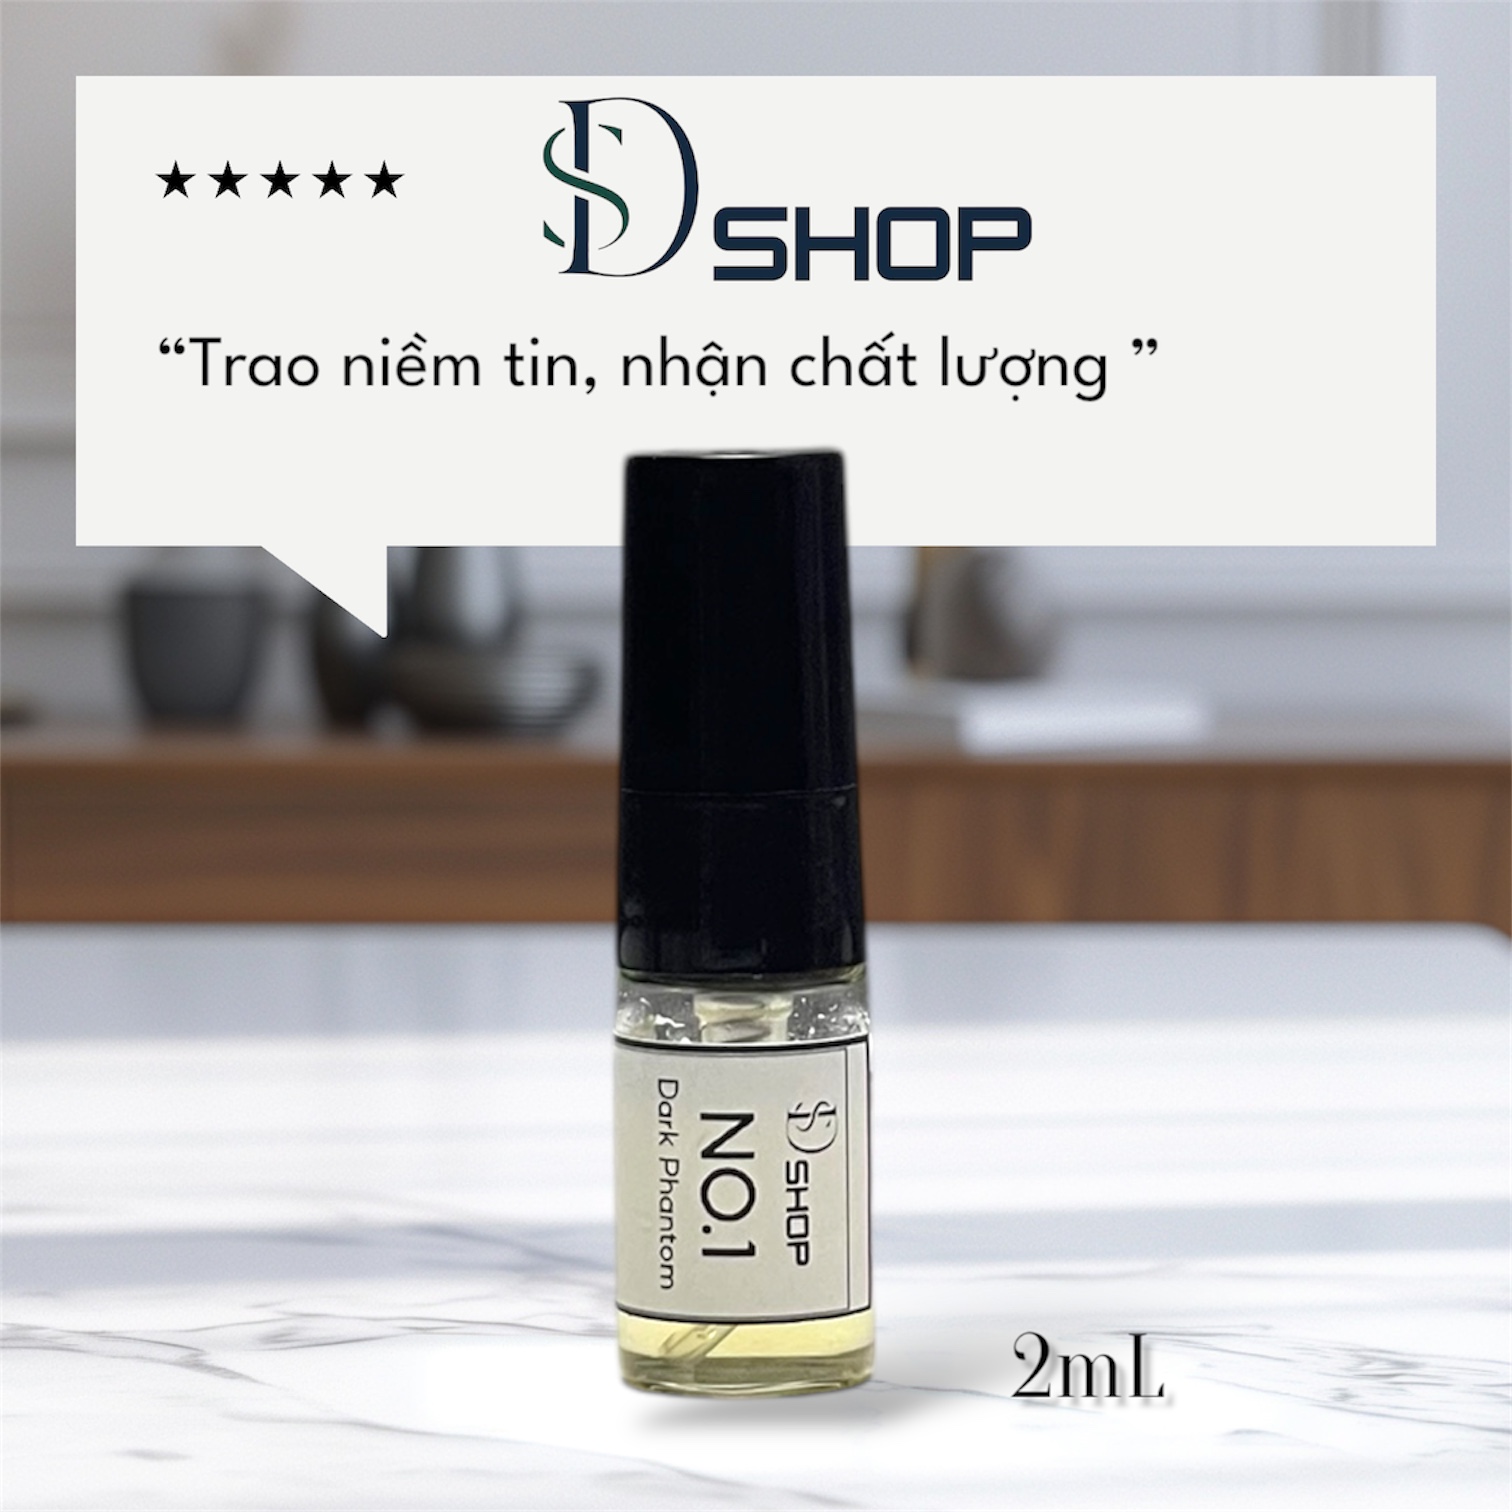 ★★★★★
SD SHOP
“Trao niềm tin, nhận chất lượng ”
SD SHOP
NO.1
Dark Phantom
2mL